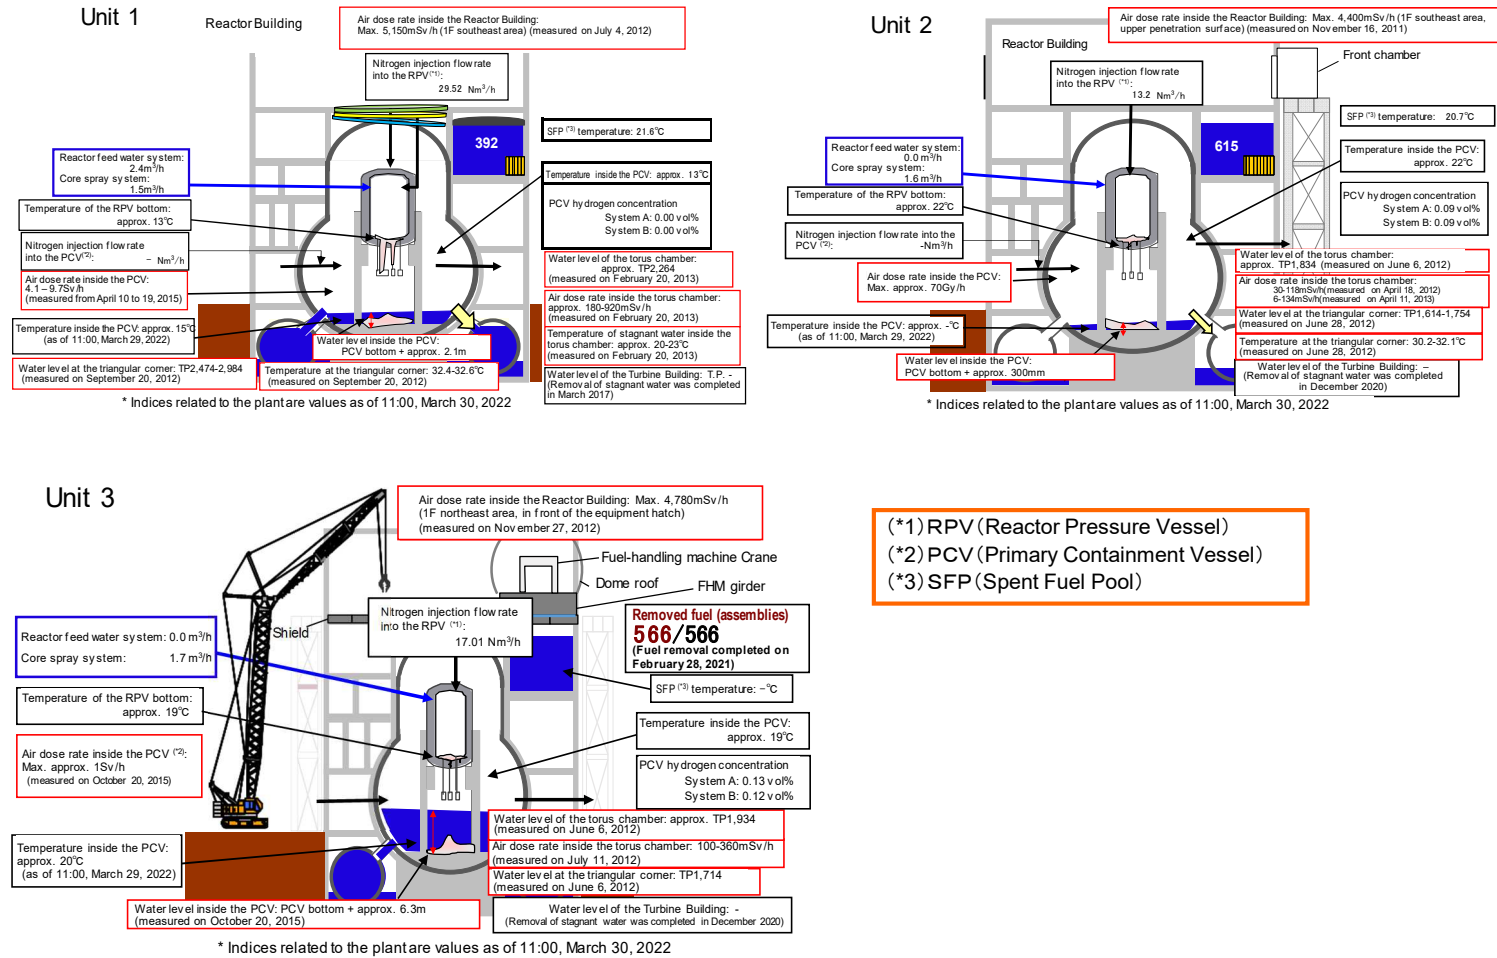 Unit 1
Reactor Building
Air dose rate inside the Reactor Building:
Max. 5,150mSv/h (1F southeast area) (measured on July 4, 2012)
Nitrogen injection flow rate
into the RPV(*1):
29.52 Nm3/h
392
SFP (*3) temperature: 21.6℃
Reactor feed water system:
2.4m3/h
Core spray system:
1.5m3/h
Temperature inside the PCV: approx. 13℃
PCV hydrogen concentration
System A: 0.00 vol%
System B: 0.00 vol%
Temperature of the RPV bottom:
approx. 13℃
Nitrogen injection flow rate
into the PCV(*2):
− Nm3/h
Air dose rate inside the PCV:
4.1 – 9.7Sv/h
(measured from April 10 to 19, 2015)
Water level of the torus chamber:
approx. TP2,264
(measured on February 20, 2013)
Air dose rate inside the torus chamber:
approx. 180-920mSv/h
(measured on February 20, 2013)
Temperature inside the PCV: approx. 15℃
(as of 11:00, March 29, 2022)
Water level inside the PCV:
PCV bottom + approx. 2.1m
Temperature of stagnant water inside the
torus chamber: approx. 20-23℃
(measured on February 20, 2013)
Water level at the triangular corner: TP2,474-2,984
(measured on September 20, 2012)
Temperature at the triangular corner: 32.4-32.6℃
(measured on September 20, 2012)
Water level of the Turbine Building: T.P. -
(Removal of stagnant water was completed
in March 2017)
* Indices related to the plant are values as of 11:00, March 30, 2022
Unit 2
Reactor Building
Air dose rate inside the Reactor Building: Max. 4,400mSv/h (1F southeast area,
upper penetration surface) (measured on November 16, 2011)
Front chamber
Nitrogen injection flow rate
into the RPV (*1):
13.2 Nm3/h
615
SFP (*3) temperature: 20.7℃
Reactor feed water system:
0.0 m3/h
Core spray system:
1.6 m3/h
Temperature inside the PCV:
approx. 22℃
Temperature of the RPV bottom:
approx. 22℃
PCV hydrogen concentration
System A: 0.09 vol%
System B: 0.09 vol%
Nitrogen injection flow rate into the
PCV (*2):
-Nm3/h
Air dose rate inside the PCV:
Max. approx. 70Gy/h
Water level of the torus chamber:
approx. TP1,834 (measured on June 6, 2012)
Air dose rate inside the torus chamber:
30-118mSv/h(measured on April 18, 2012)
6-134mSv/h(measured on April 11, 2013)
Temperature inside the PCV: approx. -℃
(as of 11:00, March 29, 2022)
Water level at the triangular corner: TP1,614-1,754
(measured on June 28, 2012)
Temperature at the triangular corner: 30.2-32.1℃
(measured on June 28, 2012)
Water level inside the PCV:
PCV bottom + approx. 300mm
Water level of the Turbine Building: –
(Removal of stagnant water was completed
in December 2020)
* Indices related to the plant are values as of 11:00, March 30, 2022
Unit 3
Air dose rate inside the Reactor Building: Max. 4,780mSv/h
(1F northeast area, in front of the equipment hatch)
(measured on November 27, 2012)
Fuel-handling machine Crane
Dome roof
FHM girder
Nitrogen injection flow rate
into the RPV (*1):
17.01 Nm3/h
Shield
Removed fuel (assemblies)
566/566
(Fuel removal completed on
February 28, 2021)
Reactor feed water system: 0.0 m3/h
Core spray system: 1.7 m3/h
SFP (*3) temperature: −℃
Temperature of the RPV bottom:
approx. 19℃
Temperature inside the PCV:
approx. 19℃
Air dose rate inside the PCV (*2):
Max. approx. 1Sv/h
(measured on October 20, 2015)
PCV hydrogen concentration
System A: 0.13 vol%
System B: 0.12 vol%
Water level of the torus chamber: approx. TP1,934
(measured on June 6, 2012)
Air dose rate inside the torus chamber: 100-360mSv/h
(measured on July 11, 2012)
Temperature inside the PCV:
approx. 20℃
(as of 11:00, March 29, 2022)
Water level at the triangular corner: TP1,714
(measured on June 6, 2012)
Water level inside the PCV: PCV bottom + approx. 6.3m
(measured on October 20, 2015)
Water level of the Turbine Building: -
(Removal of stagnant water was completed in December 2020)
* Indices related to the plant are values as of 11:00, March 30, 2022
(*1) RPV (Reactor Pressure Vessel)
(*2) PCV (Primary Containment Vessel)
(*3) SFP (Spent Fuel Pool)